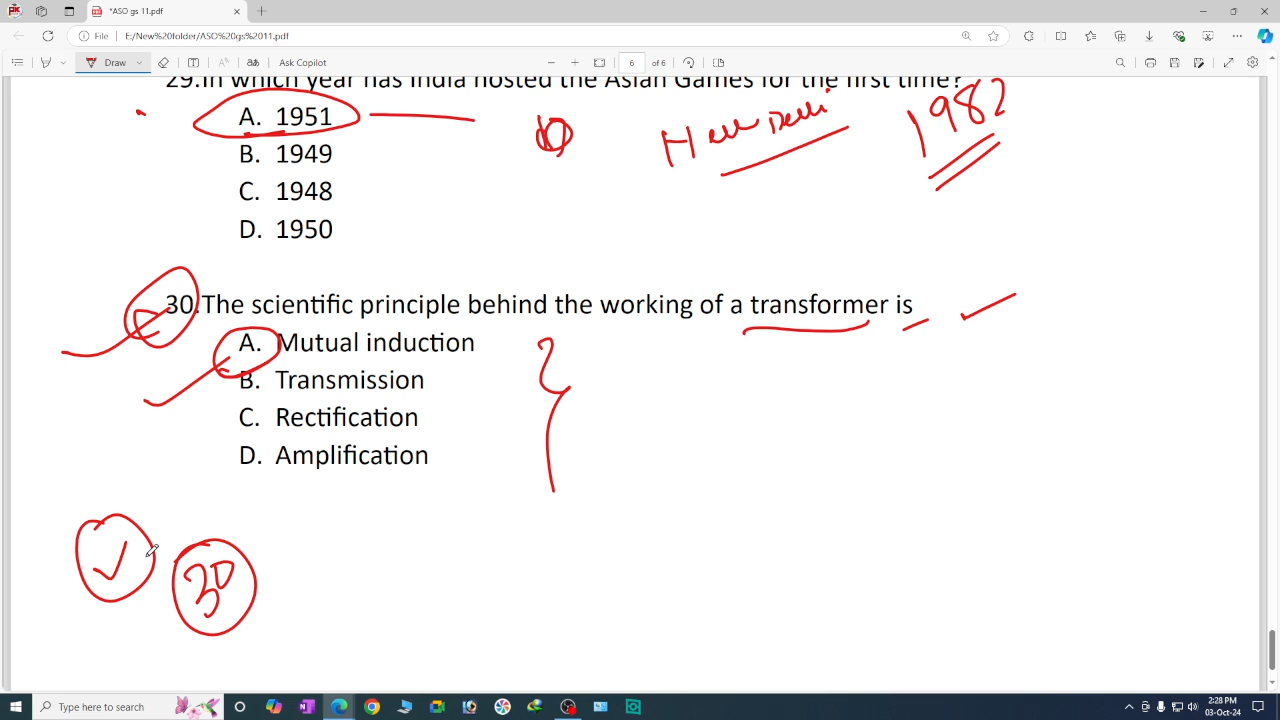 *ASO gs 11.pdf
File E:/New%20folder/ASO%20gs%2011.pdf
Draw Ask Copilot 6 of 6
29.In which year has India hosted the Asian Games for the first time?
A. 1951
B. 1949
C. 1948
D. 1950
New Delhi 1982
30.The scientific principle behind the working of a transformer is
A. Mutual induction
B. Transmission
C. Rectification
D. Amplification
30
Type here to search
2:28 PM
03-Oct-24